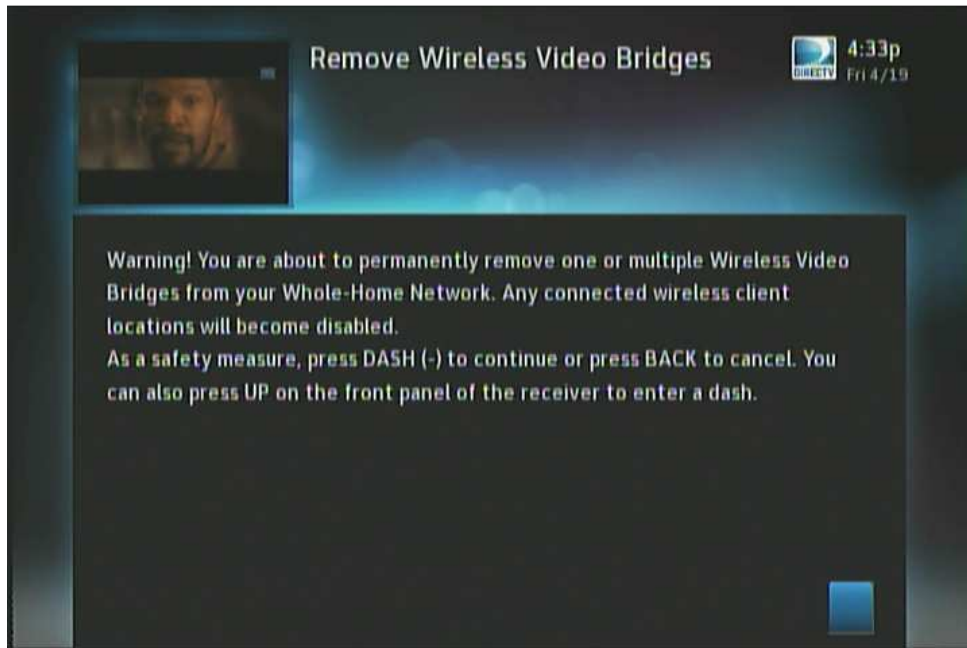 Remove Wireless Video Bridges
DIRECTV
4:33p
Fri 4/19
Warning! You are about to permanently remove one or multiple Wireless Video
Bridges from your Whole-Home Network. Any connected wireless client
locations will become disabled.
As a safety measure, press DASH (-) to continue or press BACK to cancel. You
can also press UP on the front panel of the receiver to enter a dash.